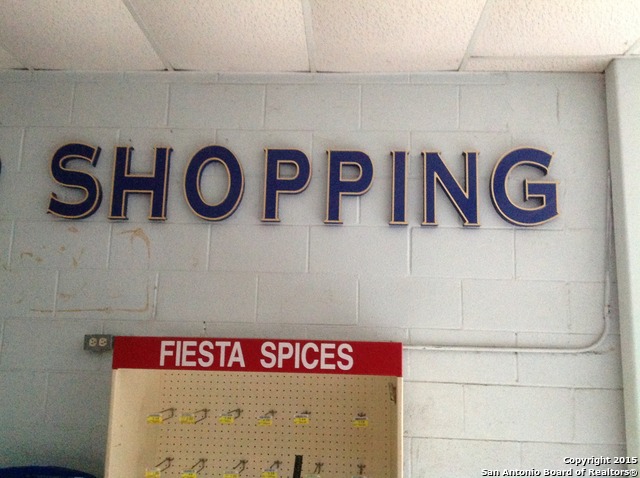 SHOPPING
FIESTA SPICES
Copyright 2015
San Antonio Board of Realtors®